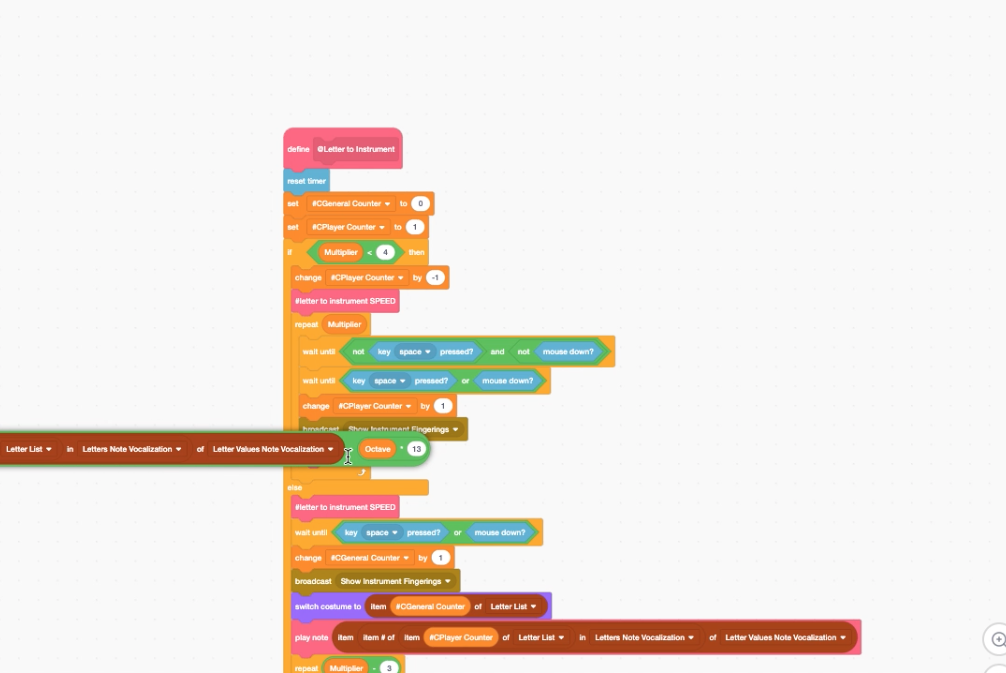 define @Letter to Instrument
reset timer
set #CGeneral Counter to 0
set #CPlayer Counter to 1
if Multiplier < 4 then
change #CPlayer Counter by -1
#letter to instrument SPEED
repeat Multiplier
wait until not key space pressed? and not mouse down?
wait until key space pressed? or mouse down?
change #CPlayer Counter by 1
broadcast Show Instrument Fingerings
Letter List in Letters Note Vocalization of Letter Values Note Vocalization Octave * 13
else
#letter to instrument SPEED
wait until key space pressed? or mouse down?
change #CGeneral Counter by 1
broadcast Show Instrument Fingerings
switch costume to item #CGeneral Counter of Letter List
play note item item # of item #CPlayer Counter of Letter List in Letters Note Vocalization of Letter Values Note Vocalization
repeat Multiplier - 3